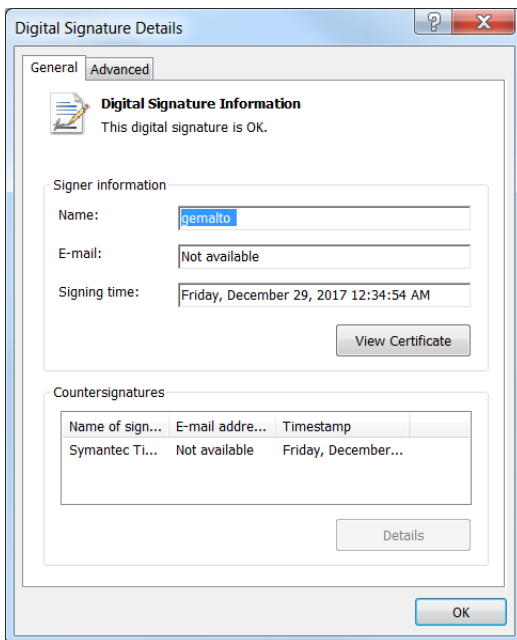 Digital Signature Details
General Advanced
Digital Signature Information
This digital signature is OK.
Signer information
Name: gemalto
E-mail: Not available
Signing time: Friday, December 29, 2017 12:34:54 AM
View Certificate
Countersignatures
Name of sign... E-mail addre... Timestamp
Symantec Ti... Not available Friday, December...
Details
OK